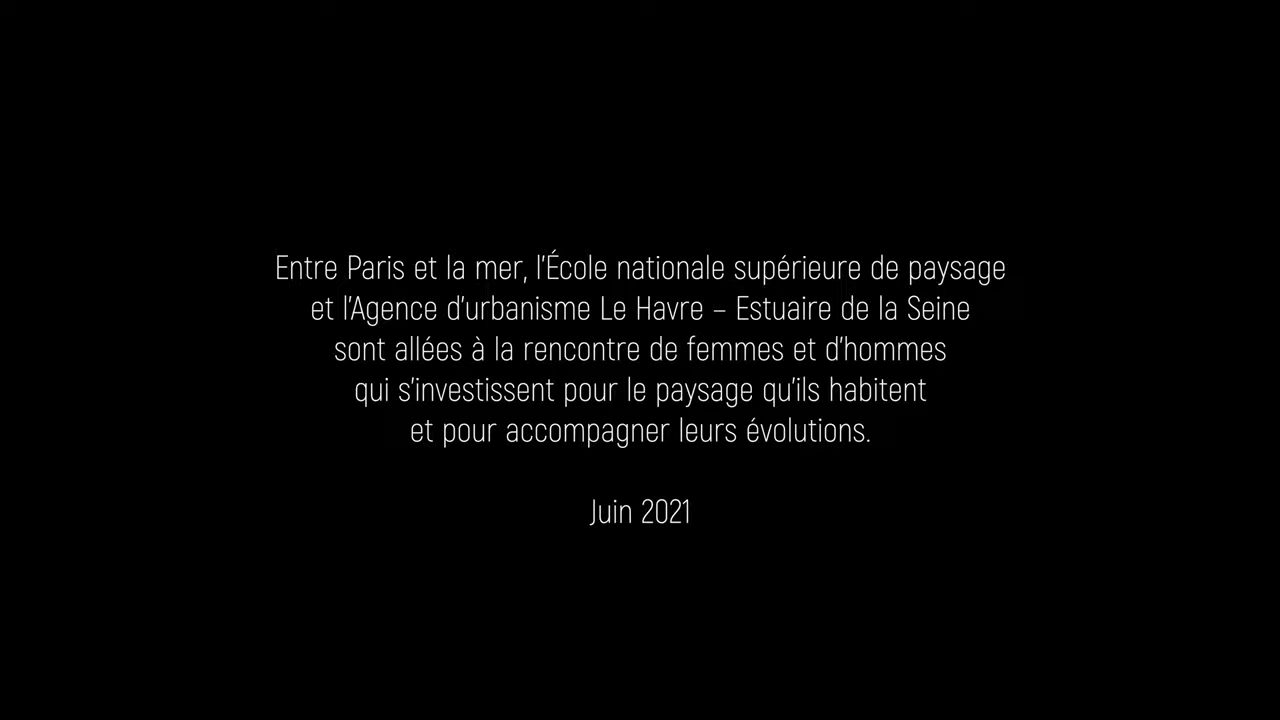 Entre Paris et la mer, l'École nationale supérieure de paysage
et l'Agence d'urbanisme Le Havre – Estuaire de la Seine
sont allées à la rencontre de femmes et d'hommes
qui s'investissent pour le paysage qu'ils habitent
et pour accompagner leurs évolutions.
Juin 2021